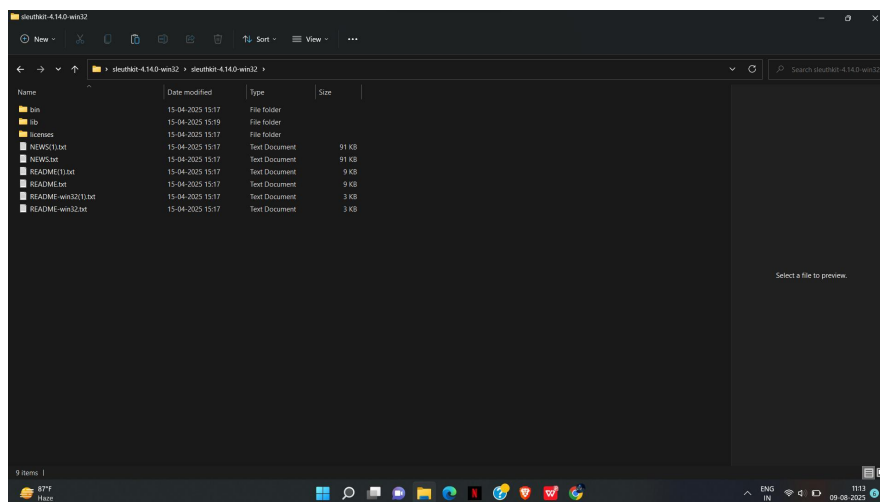 sleuthkit-4.14.0-win32
New
Sort
View
sleuthkit-4.14.0-win32 › sleuthkit-4.14.0-win32 ›
Search sleuthkit-4.14.0-win32
Name Date modified Type Size
bin 15-04-2025 15:17 File folder
lib 15-04-2025 15:19 File folder
licenses 15-04-2025 15:17 File folder
NEWS(1).txt 15-04-2025 15:17 Text Document 91 KB
NEWS.txt 15-04-2025 15:17 Text Document 91 KB
README(1).txt 15-04-2025 15:17 Text Document 9 KB
README.txt 15-04-2025 15:17 Text Document 9 KB
README-win32(1).txt 15-04-2025 15:17 Text Document 3 KB
README-win32.txt 15-04-2025 15:17 Text Document 3 KB
Select a file to preview.
9 items
87°F
Haze
ENG
IN
11:13
09-08-2025